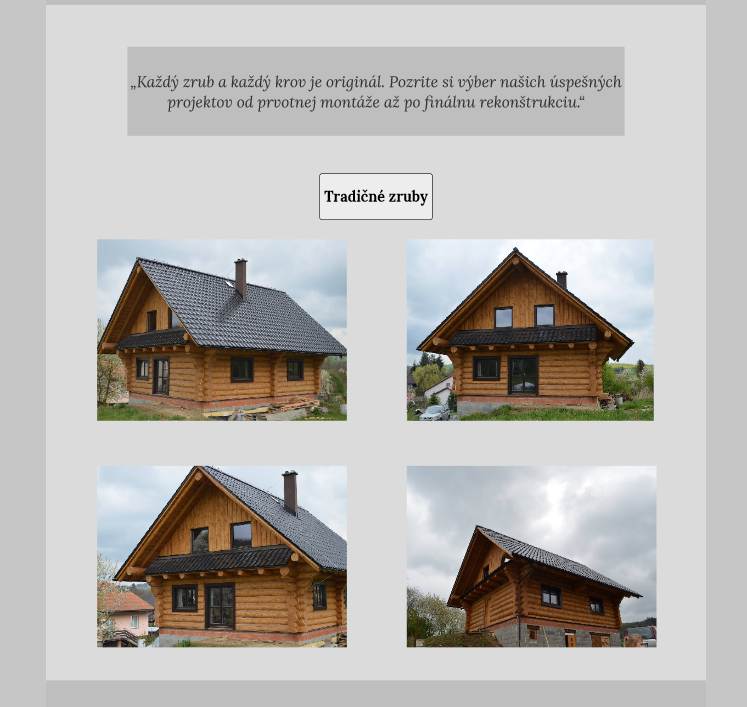 „Každý zrub a každý krov je originál. Pozrite si výber našich úspešných
projektov od prvotnej montáže až po finálnu rekonštrukciu.“
Tradičné zruby